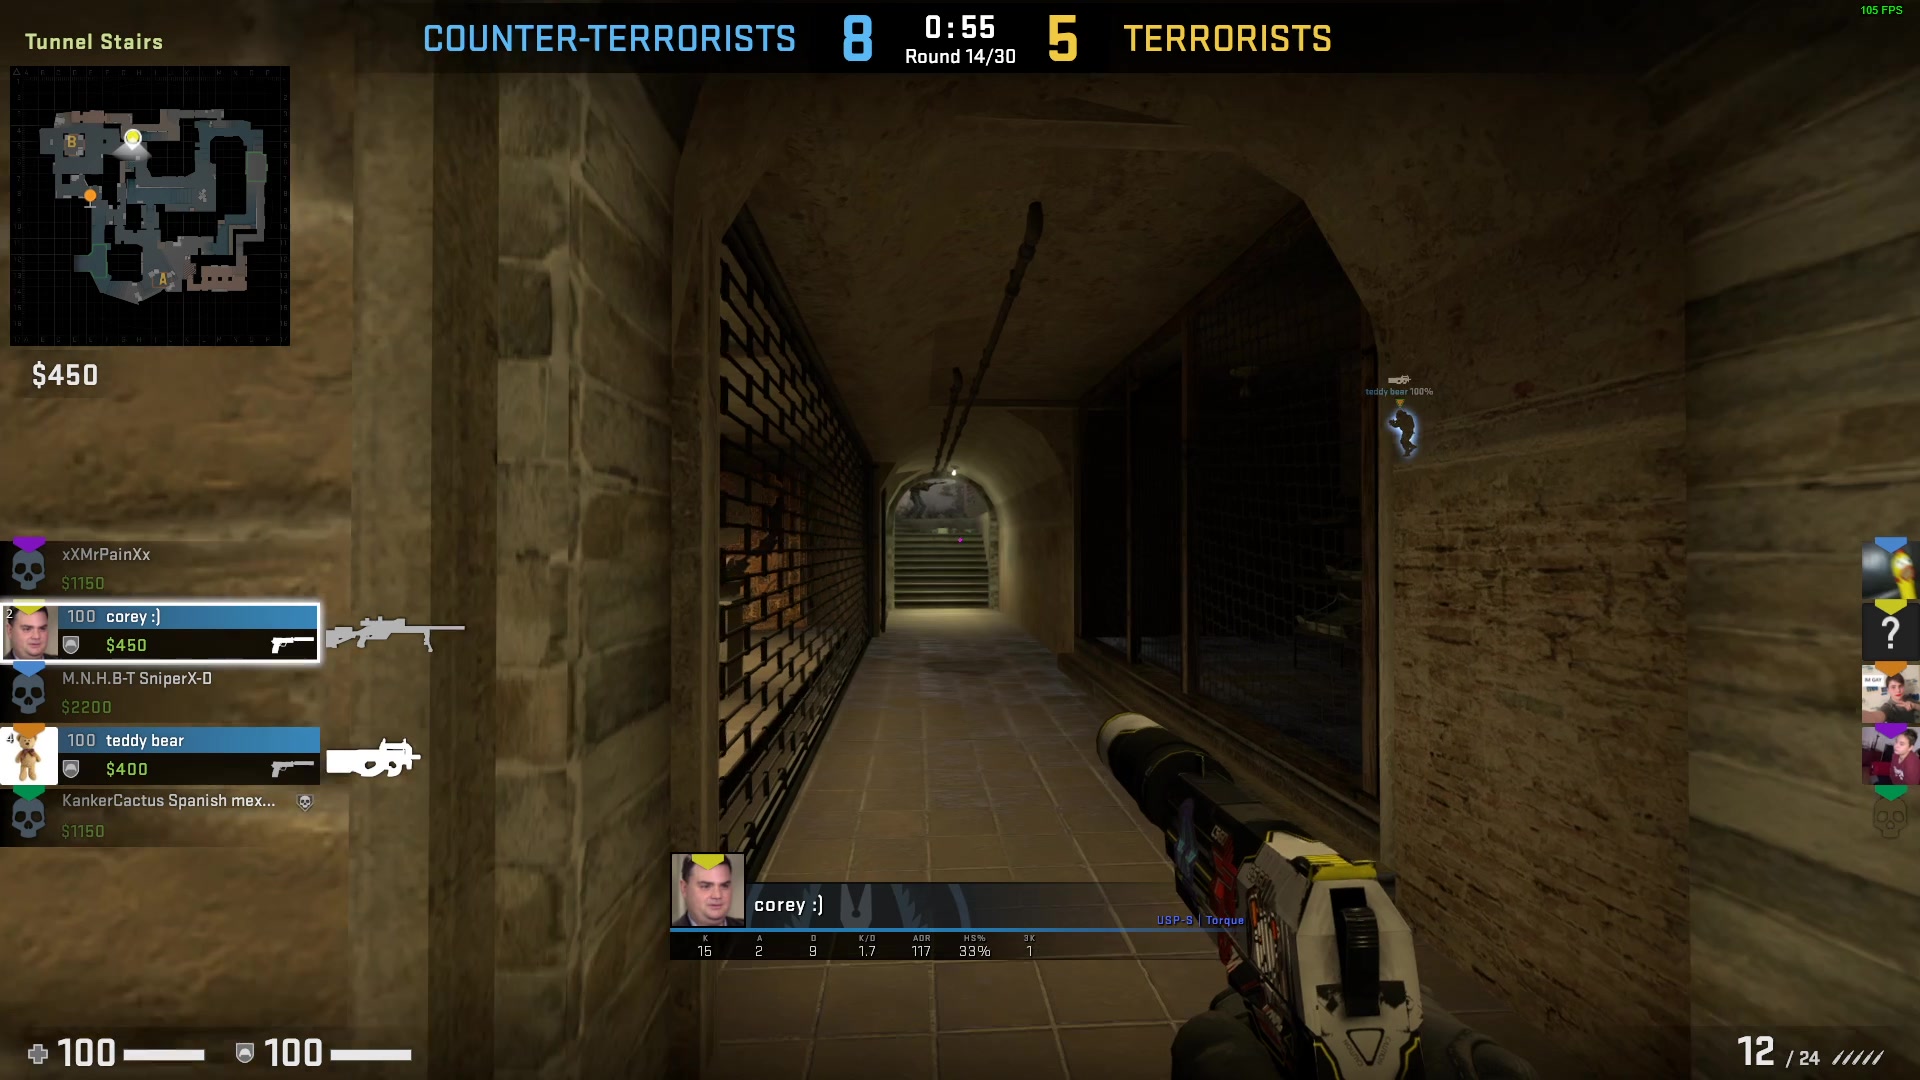 105 FPS
Tunnel Stairs
COUNTER-TERRORISTS 8 0:55 5 TERRORISTS
Round 14/30
B
A
$450
teddy bear 100%
xXMrPainXx
$1150
2
100 corey :)
$450
M.N.H.B-T SniperX-D
$2200
4
100 teddy bear
$400
KankerCactus Spanish mex...
$1150
?
corey :)
USP-S | Torque
K A D K/D ADR HS% 3K
15 2 9 1.7 117 33% 1
100 100
12 / 24